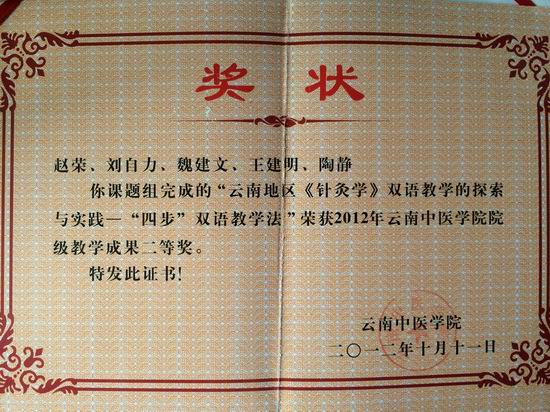 奖状
赵荣、刘自力、魏建文、王建明、陶静
你课题组完成的“云南地区《针灸学》双语教学的探索
与实践—“四步”双语教学法”荣获2012年云南中医学院院
级教学成果二等奖。
特发此证书!
云南中医学院
二〇一二年十月十一日